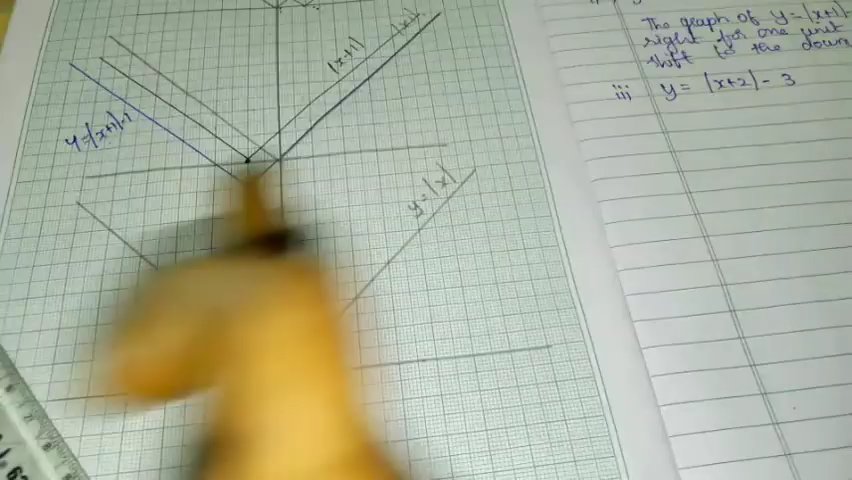 |x|
|x+1|
y=|x+1|-1
y=|x|
The graph of y=|x+1|-
right for one unit
shift to the down
iii y = |x+2| - 3